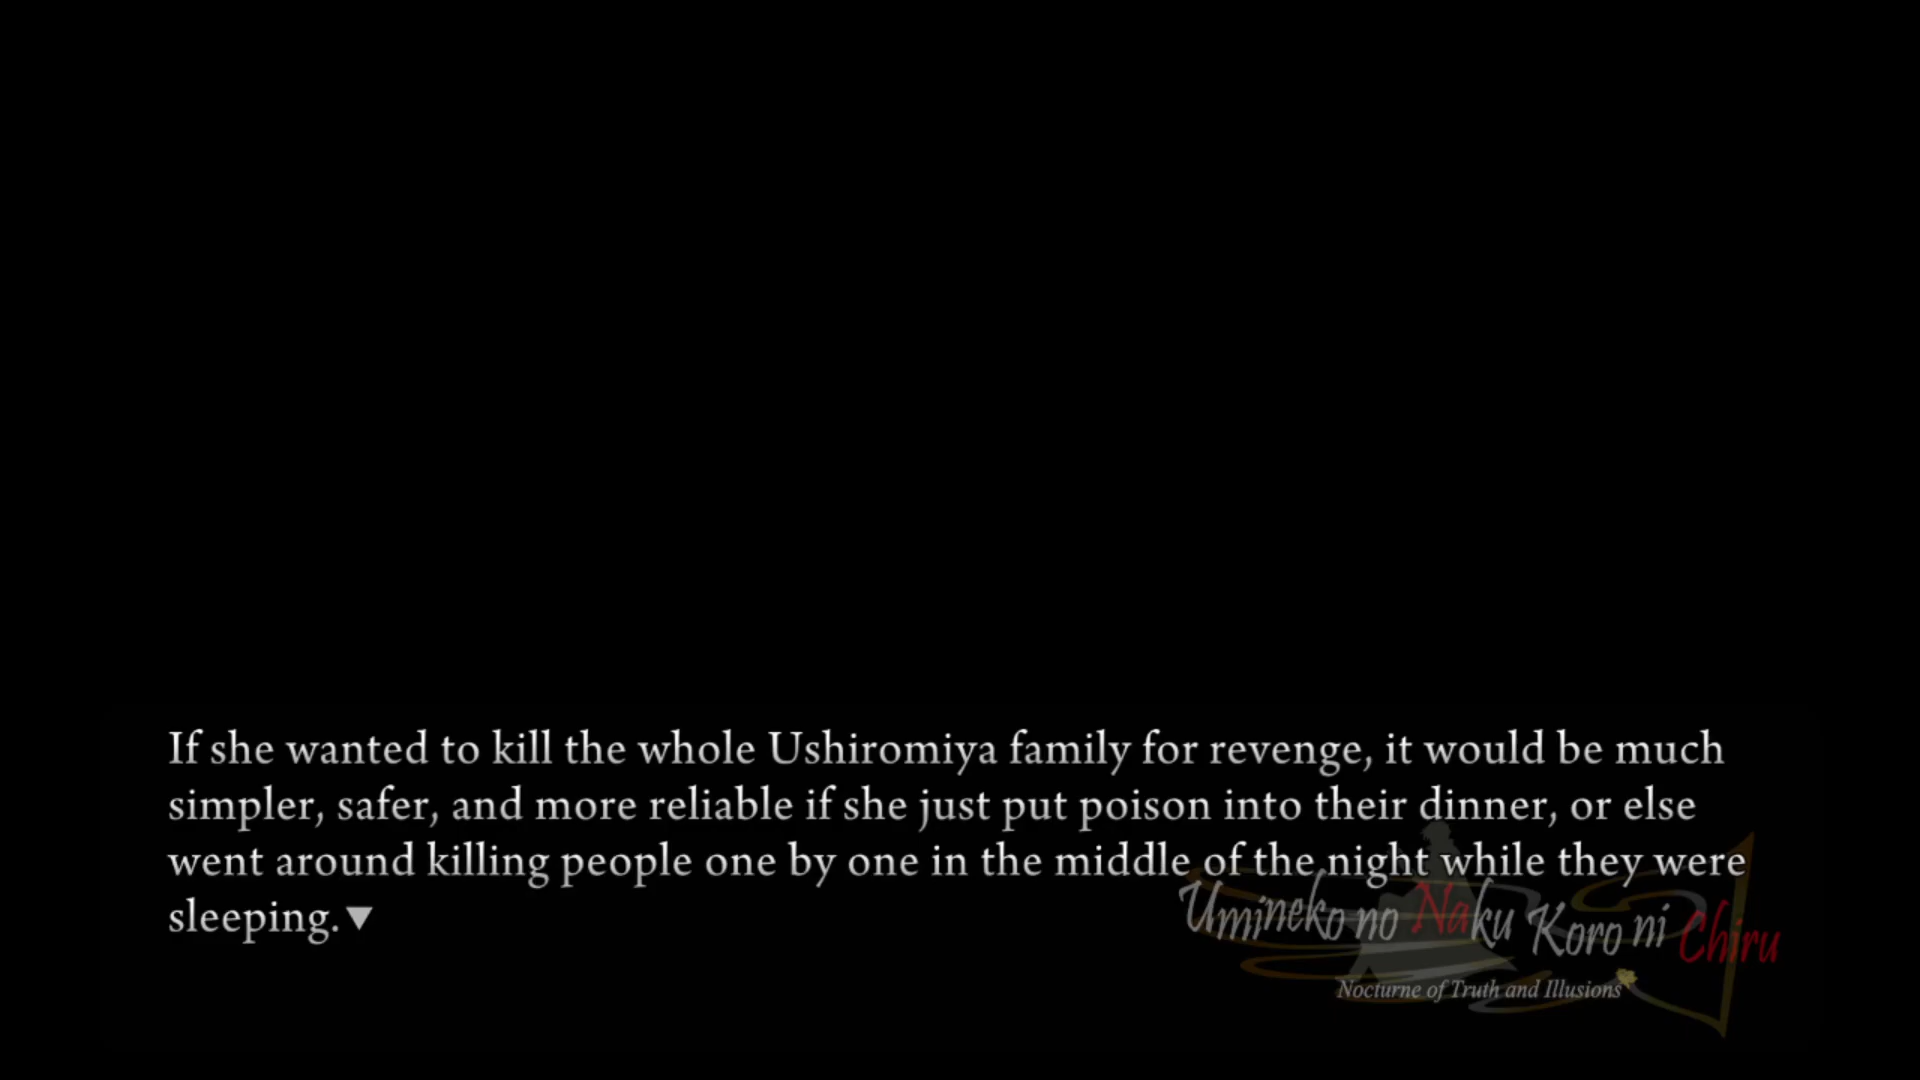 If she wanted to kill the whole Ushiromiya family for revenge, it would be much
simpler, safer, and more reliable if she just put poison into their dinner, or else
went around killing people one by one in the middle of the night while they were
sleeping.
Umineko no Naku Koro ni Chiru
Nocturne of Truth and Illusions